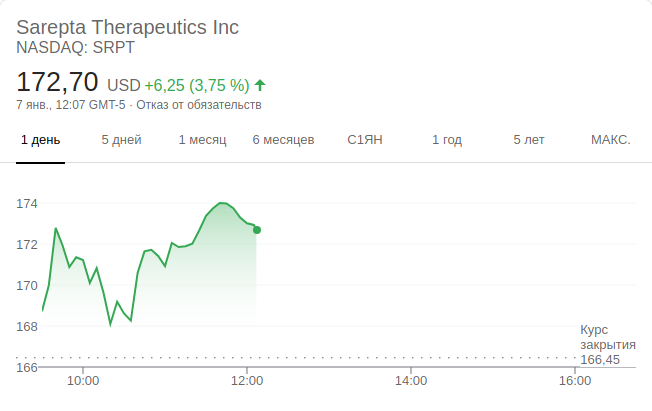 Sarepta Therapeutics Inc
NASDAQ: SRPT
172,70 USD +6,25 (3,75 %)
7 янв., 12:07 GMT-5 · Отказ от обязательств
1 день 5 дней 1 месяц 6 месяцев С1ЯН 1 год 5 лет МАКС.
174
172
170
168
Курс
закрытия
166,45
166
10:00 12:00 14:00 16:00